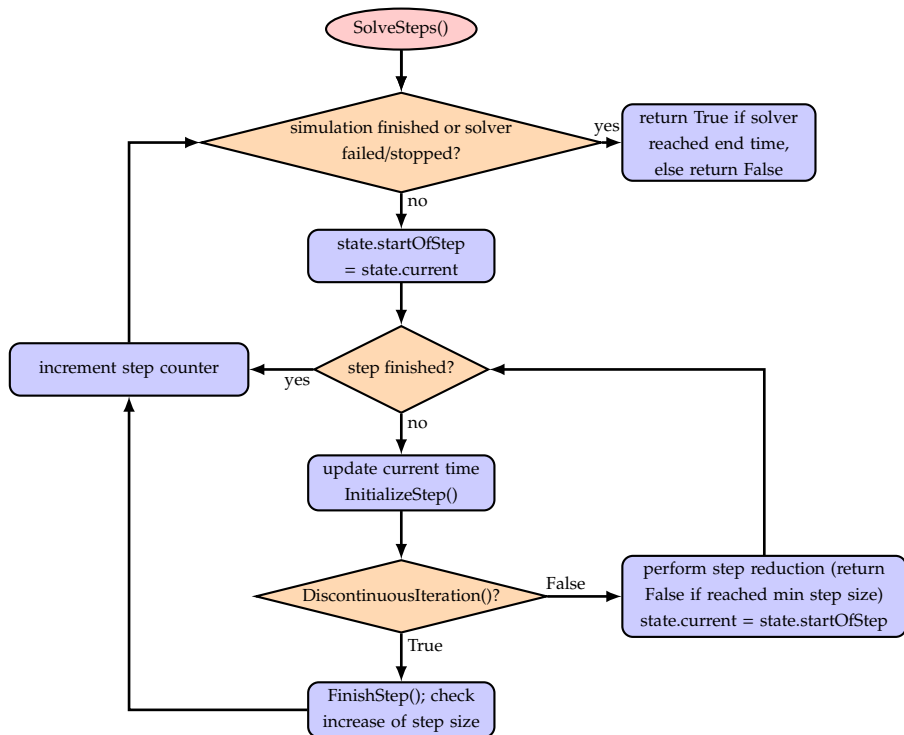 SolveSteps()
simulation finished or solver
failed/stopped?
yes
return True if solver
reached end time,
else return False
no
state.startOfStep
= state.current
increment step counter
yes
step finished?
no
update current time
InitializeStep()
DiscontinuousIteration()?
False
perform step reduction (return
False if reached min step size)
state.current = state.startOfStep
True
FinishStep(); check
increase of step size